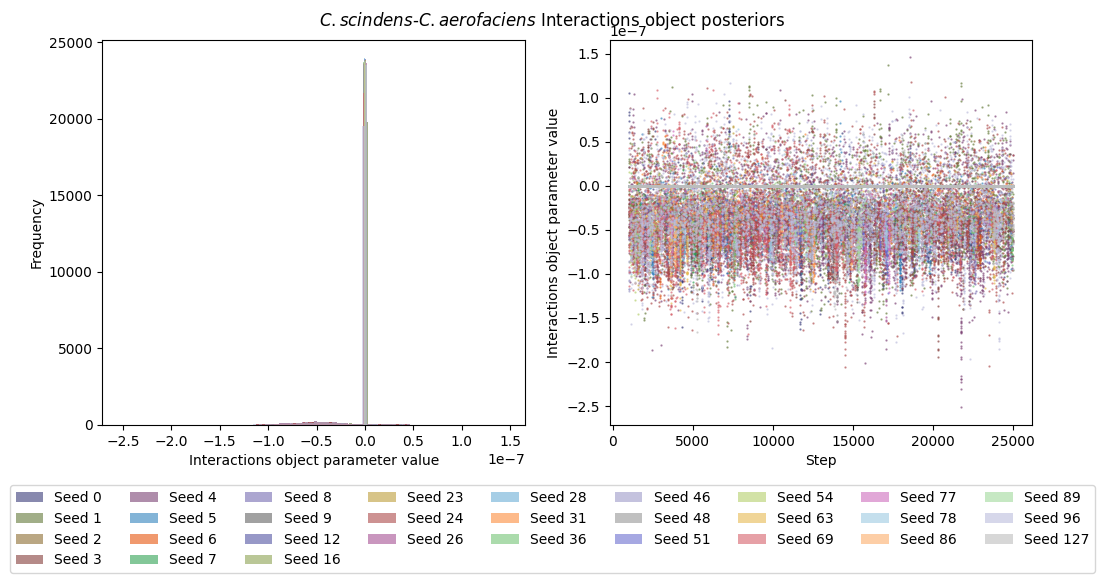 C. scindens-C. aerofaciens Interactions object posteriors
25000
20000
15000
10000
5000
0
Frequency
−2.5 −2.0 −1.5 −1.0 −0.5 0.0 0.5 1.0 1.5
1e−7
Interactions object parameter value
1e−7
1.5
1.0
0.5
0.0
−0.5
−1.0
−1.5
−2.0
−2.5
Interactions object parameter value
0 5000 10000 15000 20000 25000
Step
Seed 0 Seed 4 Seed 8 Seed 23 Seed 28 Seed 46 Seed 54 Seed 77 Seed 89
Seed 1 Seed 5 Seed 9 Seed 24 Seed 31 Seed 48 Seed 63 Seed 78 Seed 96
Seed 2 Seed 6 Seed 12 Seed 26 Seed 36 Seed 51 Seed 69 Seed 86 Seed 127
Seed 3 Seed 7 Seed 16